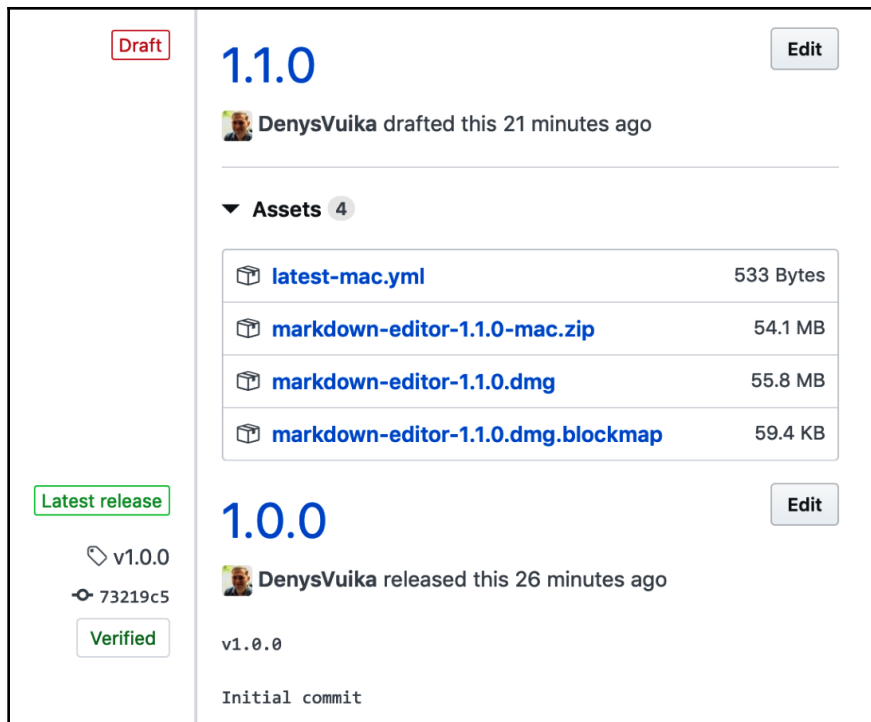 Draft
1.1.0
Edit
DenysVuika drafted this 21 minutes ago
Assets 4
latest-mac.yml 533 Bytes
markdown-editor-1.1.0-mac.zip 54.1 MB
markdown-editor-1.1.0.dmg 55.8 MB
markdown-editor-1.1.0.dmg.blockmap 59.4 KB
Latest release
1.0.0
Edit
v1.0.0
DenysVuika released this 26 minutes ago
73219c5
Verified
v1.0.0
Initial commit